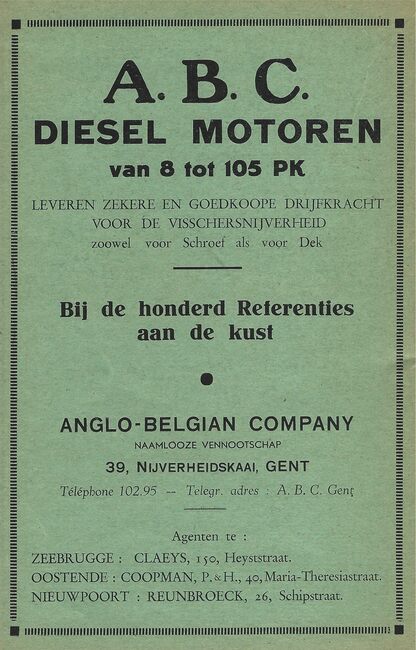 A. B. C.
DIESEL MOTOREN
van 8 tot 105 PK
LEVEREN ZEKERE EN GOEDKOOPE DRIJFKRACHT
VOOR DE VISSCHERSNIJVERHEID
zoowel voor Schroef als voor Dek
Bij de honderd Referenties
aan de kust
ANGLO-BELGIAN COMPANY
NAAMLOOZE VENNOOTSCHAP
39, NIJVERHEIDSKAAI, GENT
Téléphone 102.95 -- Telegr. adres : A. B. C. Gent
Agenten te :
ZEEBRUGGE : CLAEYS, 150, Heyststraat.
OOSTENDE : COOPMAN, P. & H., 40, Maria-Theresiastraat.
NIEUWPOORT : REUNBROECK, 26, Schipstraat.